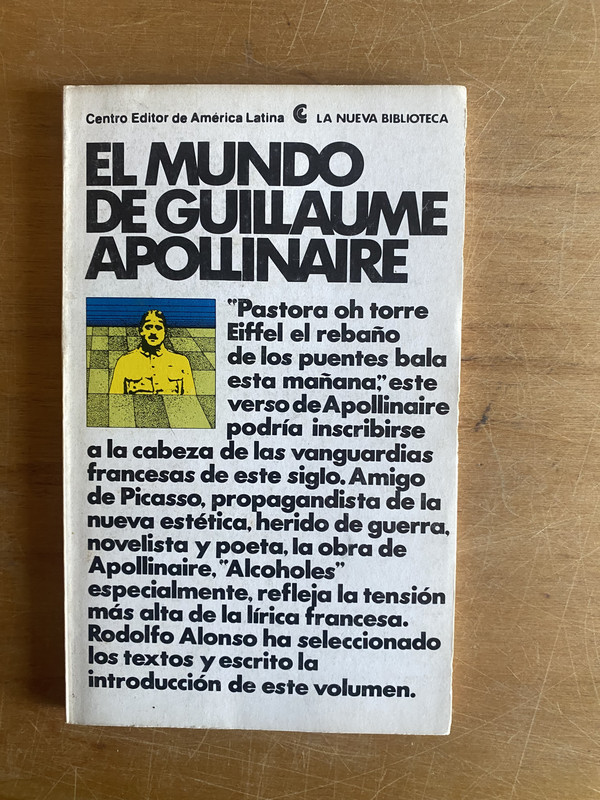 Centro Editor de América Latina LA NUEVA BIBLIOTECA
EL MUNDO
DE GUILLAUME
APOLLINAIRE
"Pastora oh torre
Eiffel el rebaño
de los puentes bala
esta mañana", este
verso de Apollinaire
podría inscribirse
a la cabeza de las vanguardias
francesas de este siglo. Amigo
de Picasso, propagandista de la
nueva estética, herido de guerra,
novelista y poeta, la obra de
Apollinaire, "Alcoholes"
especialmente, refleja la tensión
más alta de la lírica francesa.
Rodolfo Alonso ha seleccionado
los textos y escrito la
introducción de este volumen.